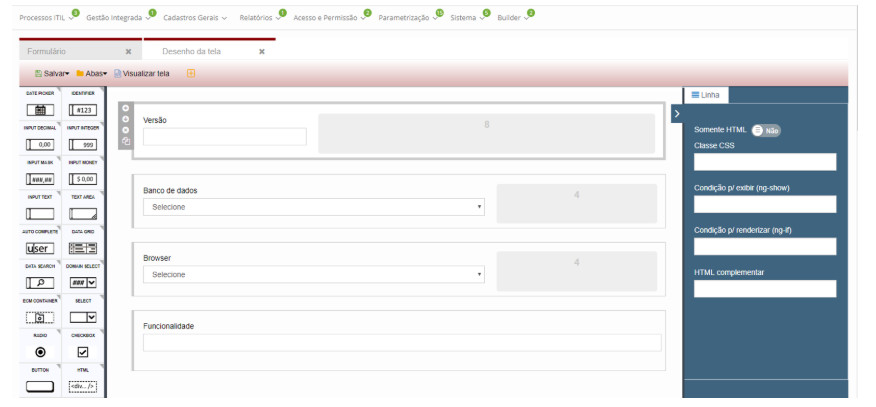 Processos ITIL 3 Gestão Integrada 2 Cadastros Gerais Relatórios 1 Acesso e Permissão 2 Parametrização 15 Sistema 5 Builder 2
Formulário × Desenho da tela ×
Salvar Abas Visualizar tela
Linha
DATE PICKER IDENTIFIER
#123
INPUT DECIMAL INPUT INTEGER
0,00 999
INPUT MASK INPUT MONEY
###,## $ 0,00
INPUT TEXT TEXT AREA
AUTO COMPLETE DATA GRID
user
DATA SEARCH DOMAIN SELECT
###
ECM CONTAINER SELECT
RADIO CHECKBOX
BUTTON HTML
<div.../>
Versão
8
Banco de dados
Selecione
4
Browser
Selecione
4
Funcionalidade
Somente HTML Não
Classe CSS
Condição p/ exibir (ng-show)
Condição p/ renderizar (ng-if)
HTML complementar